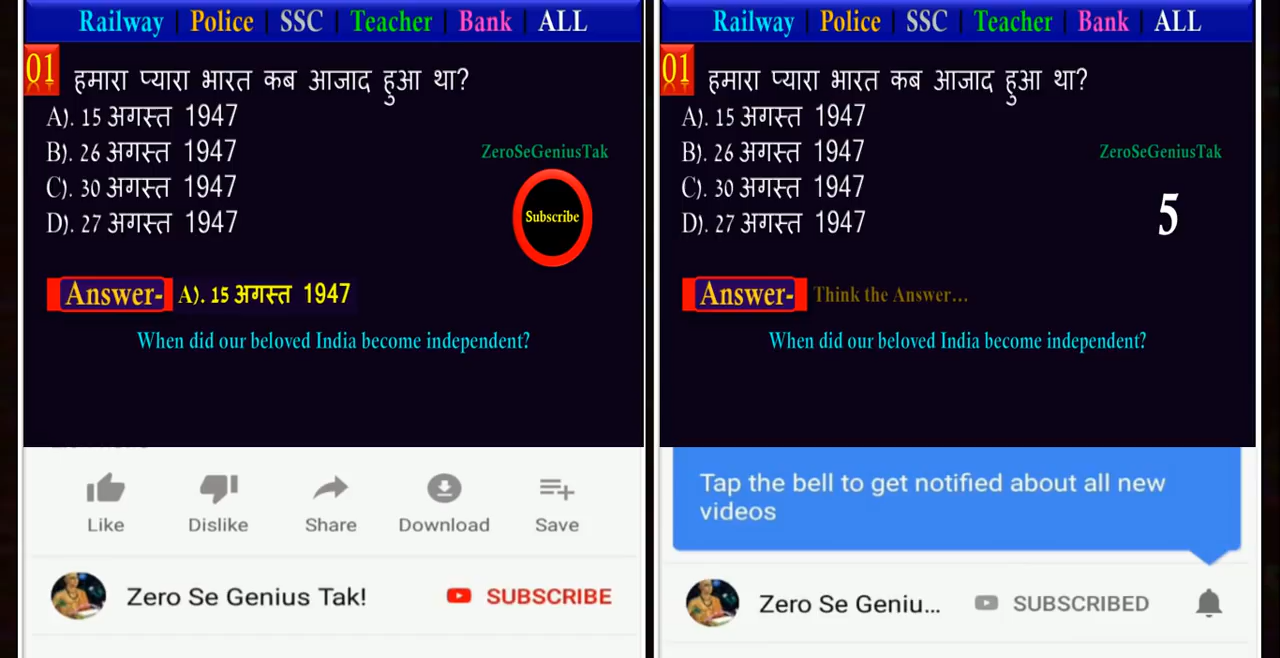 Railway | Police | SSC | Teacher | Bank | ALL
01 हमारा प्यारा भारत कब आजाद हुआ था?
A). 15 अगस्त 1947
B). 26 अगस्त 1947
C). 30 अगस्त 1947
D). 27 अगस्त 1947
ZeroSeGeniusTak
Subscribe
Answer- A). 15 अगस्त 1947
When did our beloved India become independent?
Like Dislike Share Download Save
Zero Se Genius Tak! SUBSCRIBE
Railway | Police | SSC | Teacher | Bank | ALL
01 हमारा प्यारा भारत कब आजाद हुआ था?
A). 15 अगस्त 1947
B). 26 अगस्त 1947
C). 30 अगस्त 1947
D). 27 अगस्त 1947
ZeroSeGeniusTak
5
Answer- Think the Answer...
When did our beloved India become independent?
Tap the bell to get notified about all new
videos
Zero Se Geniu... SUBSCRIBED